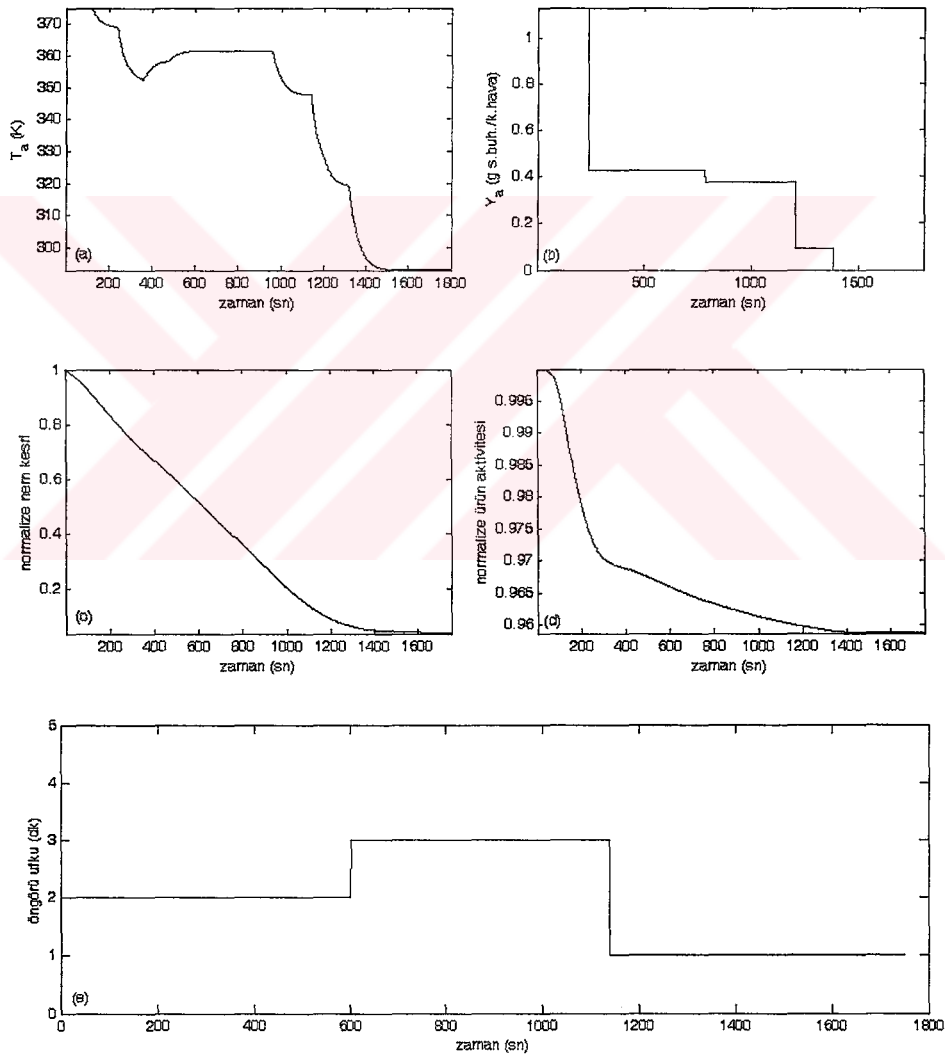 370
360
350
340
330
320
310
300
T_a (K)
(a)
200 400 600 800 1000 1200 1400 1600 1800
zaman (sn)
1
0.8
0.6
0.4
0.2
0
Y_a (g s.buh./k.hava)
(b)
500 1000 1500
zaman (sn)
1
0.8
0.6
0.4
0.2
normalize nem kesri
(c)
200 400 600 800 1000 1200 1400 1600
zaman (sn)
0.995
0.99
0.985
0.98
0.975
0.97
0.965
0.96
normalize ürün aktivitesi
(d)
200 400 600 800 1000 1200 1400 1600
zaman (sn)
5
4
3
2
1
0
öngörü ufku (dk)
(e)
0 200 400 600 800 1000 1200 1400 1600 1800
zaman (sn)